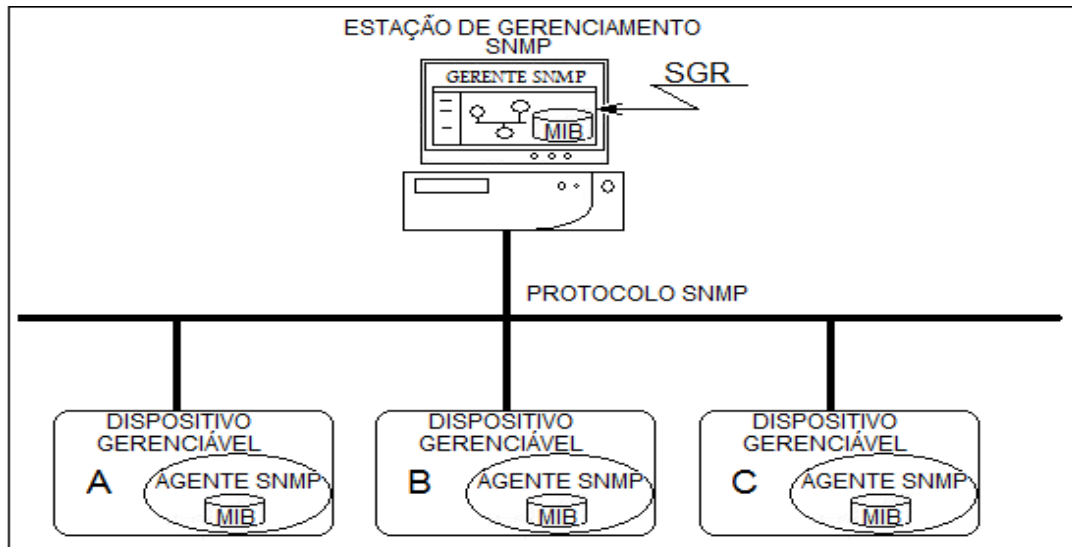 ESTAÇÃO DE GERENCIAMENTO
SNMP
GERENTE SNMP
SGR
MIB
PROTOCOLO SNMP
DISPOSITIVO
GERENCIÁVEL
A
AGENTE SNMP
MIB
DISPOSITIVO
GERENCIÁVEL
B
AGENTE SNMP
MIB
DISPOSITIVO
GERENCIÁVEL
C
AGENTE SNMP
MIB